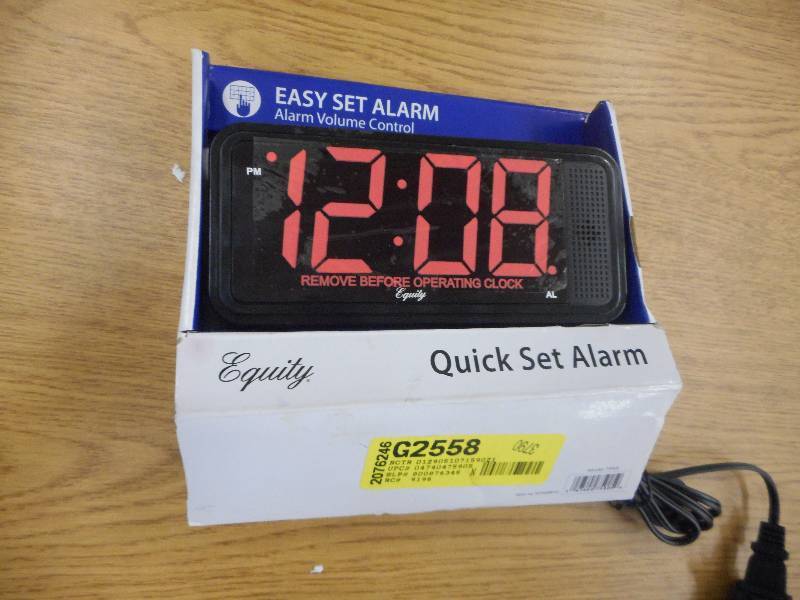 EASY SET ALARM
Alarm Volume Control
PM
12:08
REMOVE BEFORE OPERATING CLOCK
Equity
AL
Equity
Quick Set Alarm
2076246
G2558